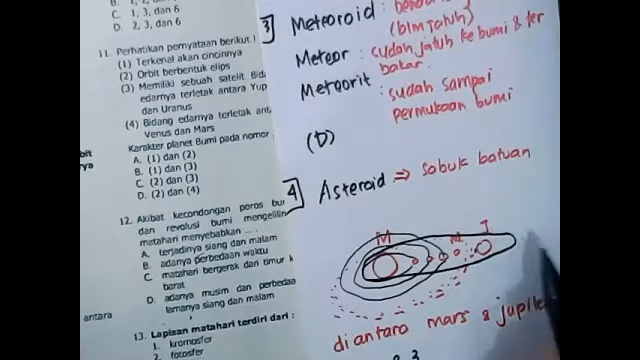 C. 1, 3, dan 6
D. 2, 3, dan 6
11. Perhatikan pernyataan berikut !
(1) Terkenal akan cincinnya
(2) Orbit berbentuk elips
(3) Memiliki sebuah satelit
edarnya terletak antara
dan Uranus
(4) Bidang edarnya terletak
Venus dan Mars
Karakter planet Bumi pada nomor
A. (1) dan (2)
B. (1) dan (3)
C. (2) dan (3)
D. (2) dan (4)
12. Akibat kecondongan poros
dan revolusi bumi
matahari menyebabkan ....
A. terjadinya siang dan malam
B. adanya perbedaan waktu
C. matahari bergerak dari timur
barat
D. adanya musim dan
lamanya siang dan malam
13. Lapisan matahari terdiri dari :
1. kromosfer
2. fotosfer
antara
3 Meteoroid :
(blm jatuh)
Meteor : sudah jatuh ke bumi & ter
bakar
Meteorit : sudah sampai
permukaan bumi
(D)
4 Asteroid => sabuk batuan
M M J
diantara mars &